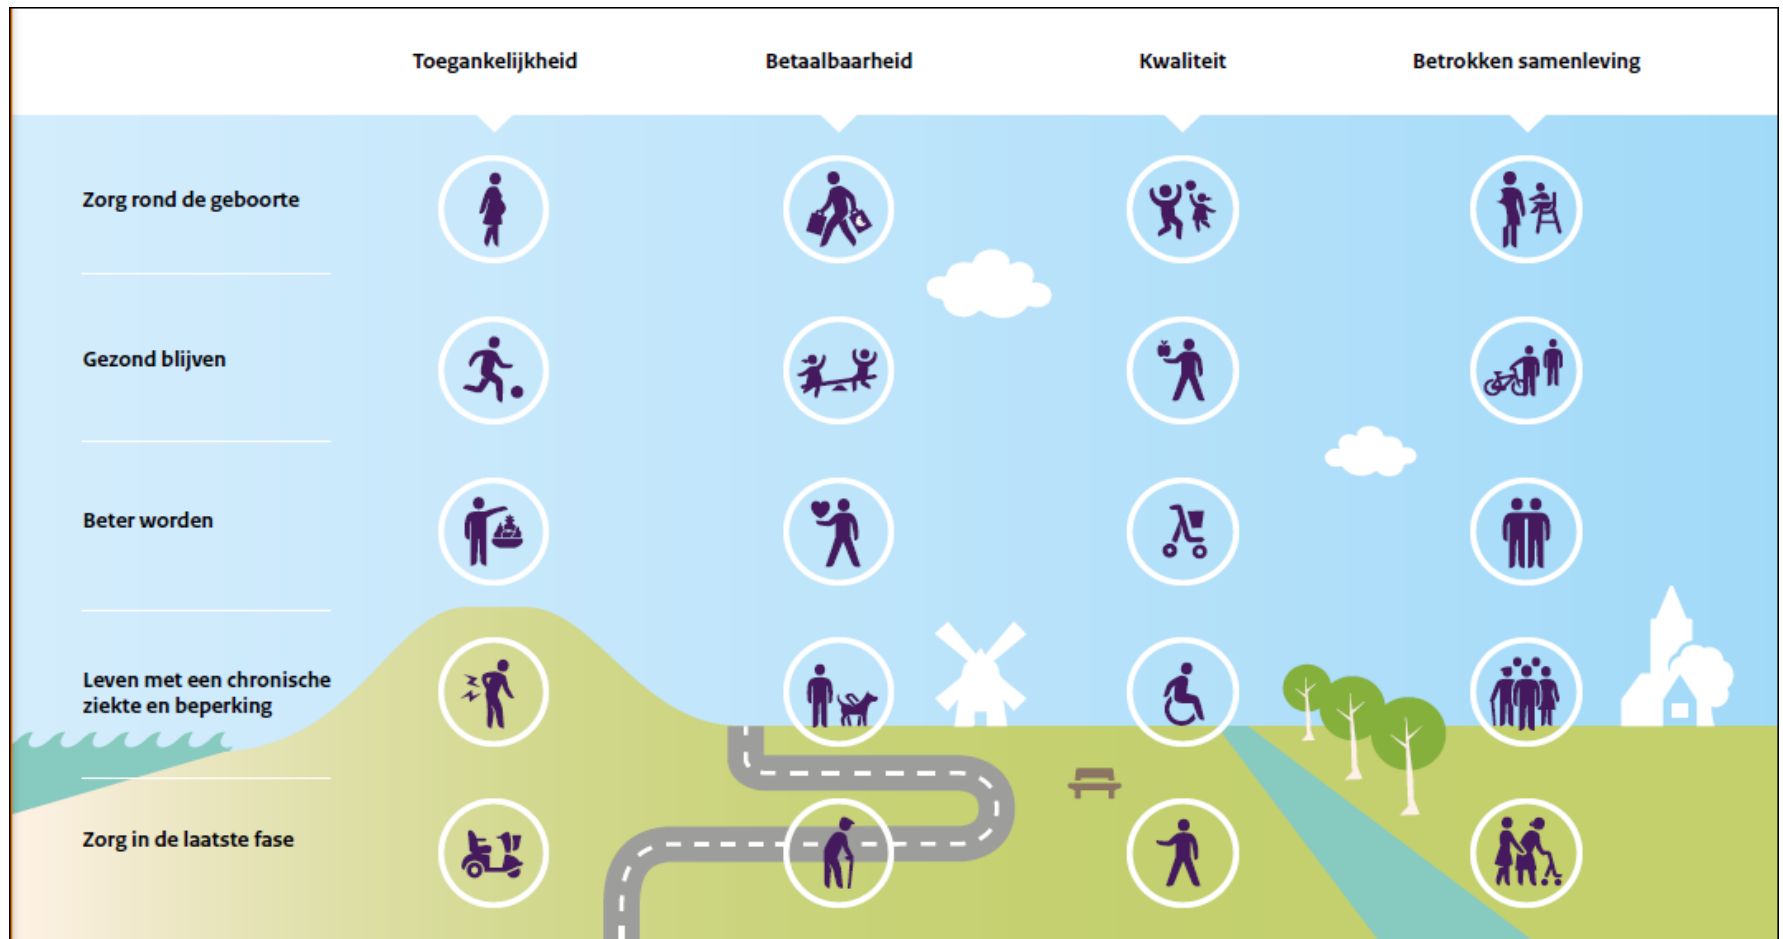 Toegankelijkheid
Betaalbaarheid
Kwaliteit
Betrokken samenleving
Zorg rond de geboorte
Gezond blijven
Beter worden
Leven met een chronische
ziekte en beperking
Zorg in de laatste fase